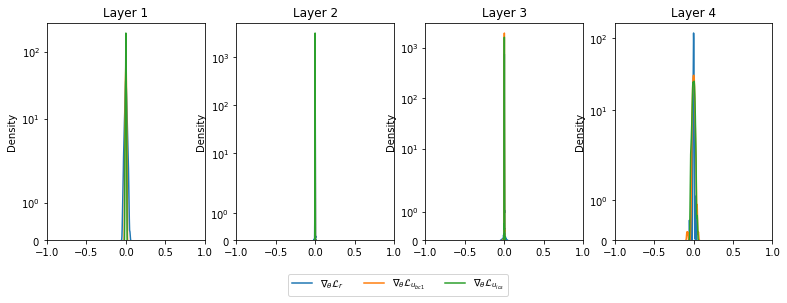 Layer 1 Layer 2 Layer 3 Layer 4
Density Density Density Density
10² 10³ 10³ 10²
10¹ 10² 10² 10¹
10⁰ 10¹ 10¹ 10⁰
0 10⁰ 10⁰ 0
0 0
−1.0 −0.5 0.0 0.5 1.0 −1.0 −0.5 0.0 0.5 1.0 −1.0 −0.5 0.0 0.5 1.0 −1.0 −0.5 0.0 0.5 1.0
∇θℒr ∇θℒu_bc1 ∇θℒu_ics